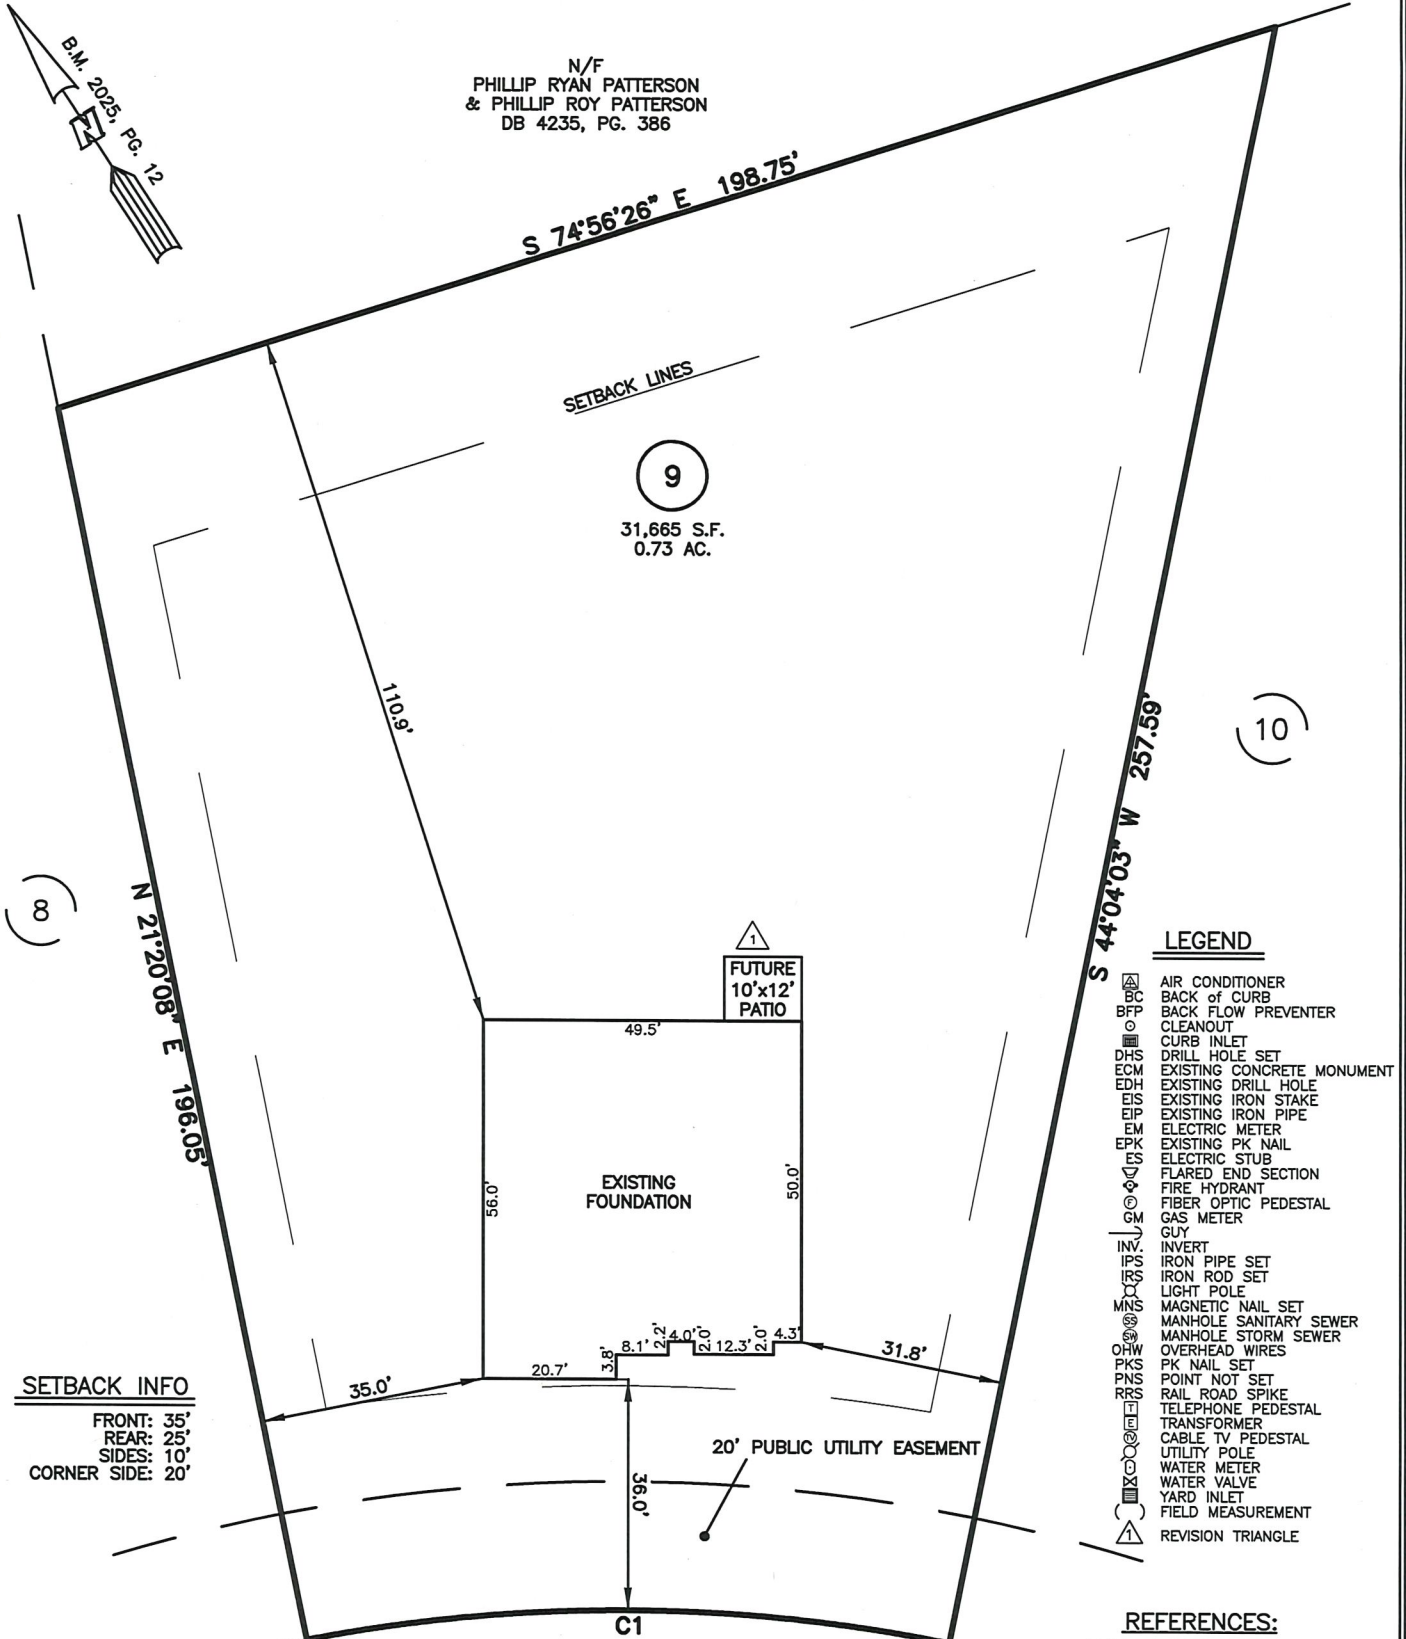 B.M. 2025, PG. 12
N/F
PHILLIP RYAN PATTERSON
& PHILLIP ROY PATTERSON
DB 4235, PG. 386
S 74°56'26" E 198.75'
SETBACK LINES
9
31,665 S.F.
0.73 AC.
110.9'
S 44°04'03" W 257.59'
10
8
N 21°20'08" E 196.05'
1
FUTURE
10'x12'
PATIO
49.5'
56.0'
EXISTING
FOUNDATION
50.0'
20.7'
3.8'
8.1'
2.2'
4.0'
2.0'
12.3'
2.0'
4.3'
35.0'
31.8'
36.0'
20' PUBLIC UTILITY EASEMENT
C1
SETBACK INFO
FRONT: 35'
REAR: 25'
SIDES: 10'
CORNER SIDE: 20'
LEGEND
A AIR CONDITIONER
BC BACK of CURB
BFP BACK FLOW PREVENTER
CLEANOUT
CURB INLET
DHS DRILL HOLE SET
ECM EXISTING CONCRETE MONUMENT
EDH EXISTING DRILL HOLE
EIS EXISTING IRON STAKE
EIP EXISTING IRON PIPE
EM ELECTRIC METER
EPK EXISTING PK NAIL
ES ELECTRIC STUB
FLARED END SECTION
FIRE HYDRANT
F FIBER OPTIC PEDESTAL
GM GAS METER
GUY
INV. INVERT
IPS IRON PIPE SET
IRS IRON ROD SET
LIGHT POLE
MNS MAGNETIC NAIL SET
SS MANHOLE SANITARY SEWER
SW MANHOLE STORM SEWER
OHW OVERHEAD WIRES
PKS PK NAIL SET
PNS POINT NOT SET
RRS RAIL ROAD SPIKE
T TELEPHONE PEDESTAL
E TRANSFORMER
TV CABLE TV PEDESTAL
UTILITY POLE
WATER METER
WATER VALVE
YARD INLET
( ) FIELD MEASUREMENT
1 REVISION TRIANGLE
REFERENCES: